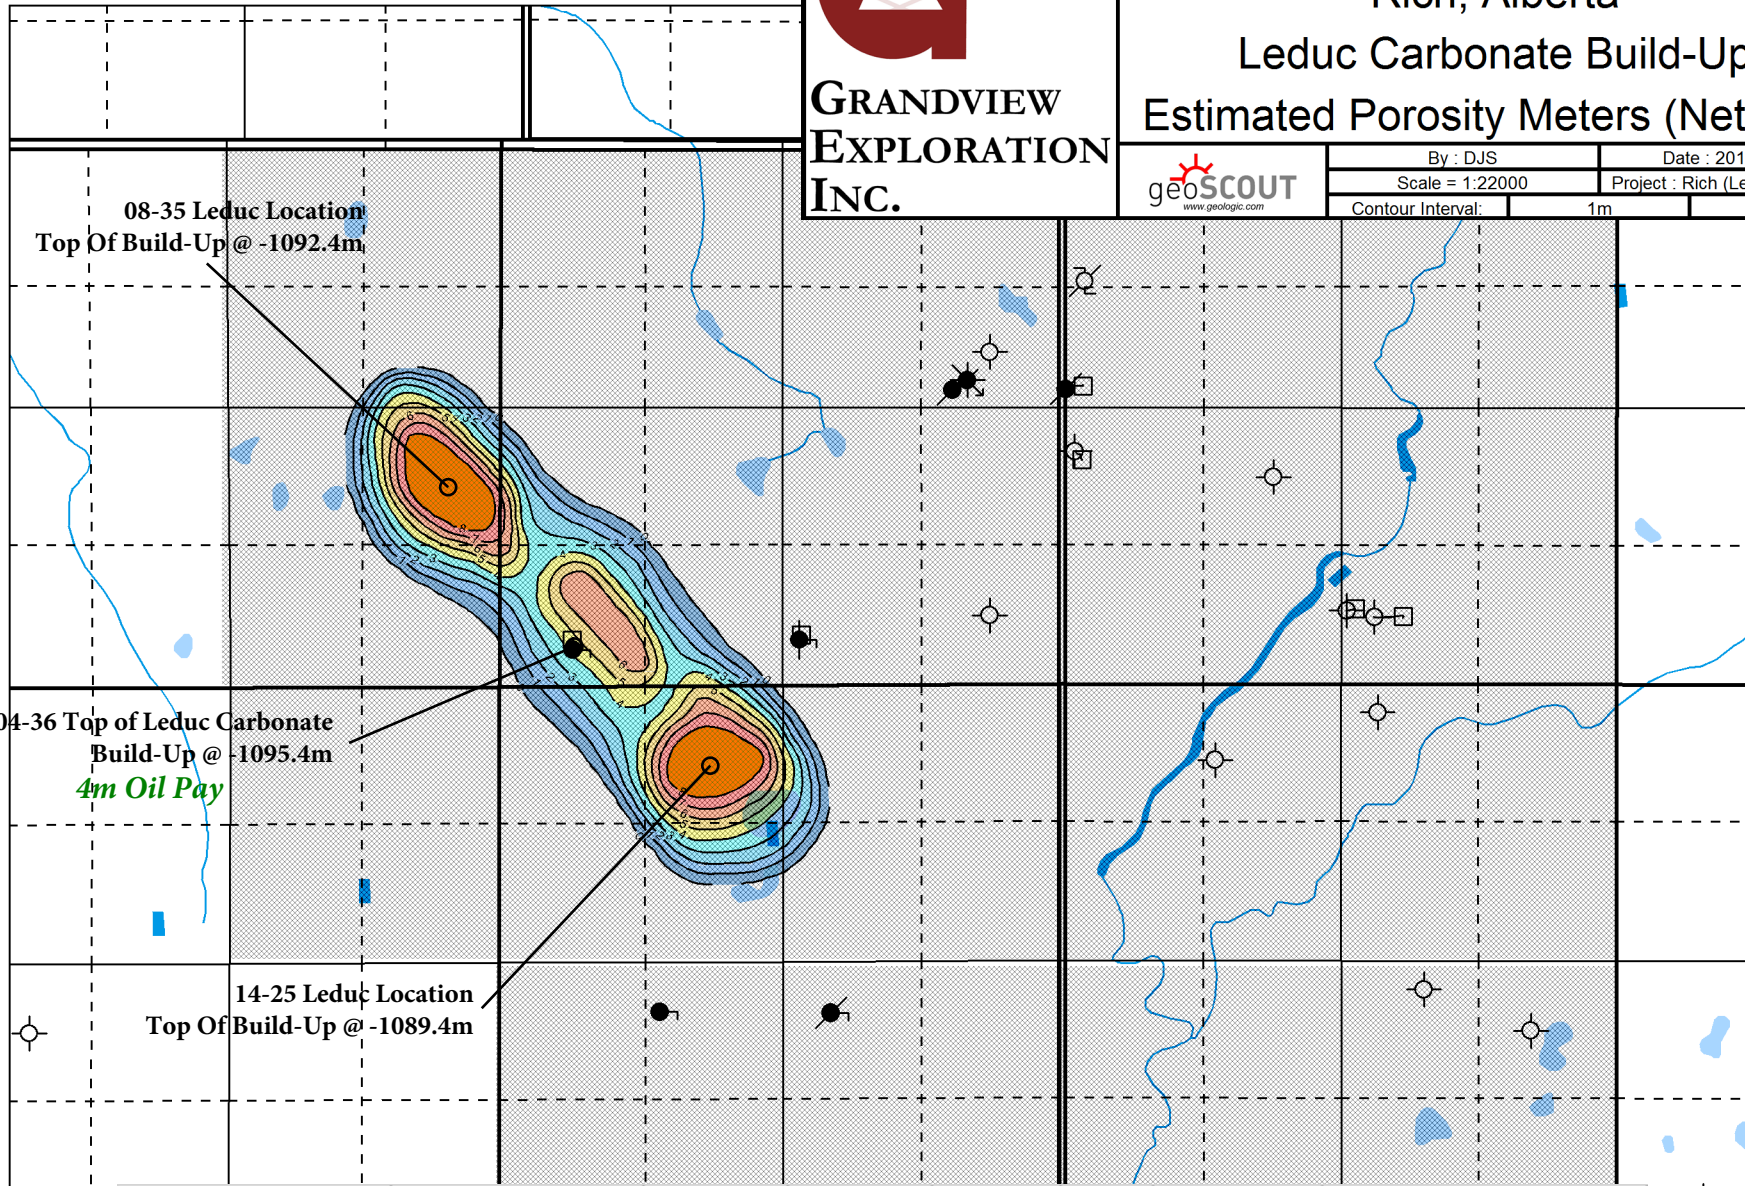 Rich, Alberta
Leduc Carbonate Build-Up
Estimated Porosity Meters (Net
GRANDVIEW
EXPLORATION
INC.
geoSCOUT
www.geologic.com
By : DJS
Date : 201
Scale = 1:22000
Project : Rich (Le
Contour Interval:
1m
08-35 Leduc Location
Top Of Build-Up @ -1092.4m
04-36 Top of Leduc Carbonate
Build-Up @ -1095.4m
4m Oil Pay
14-25 Leduc Location
Top Of Build-Up @ -1089.4m